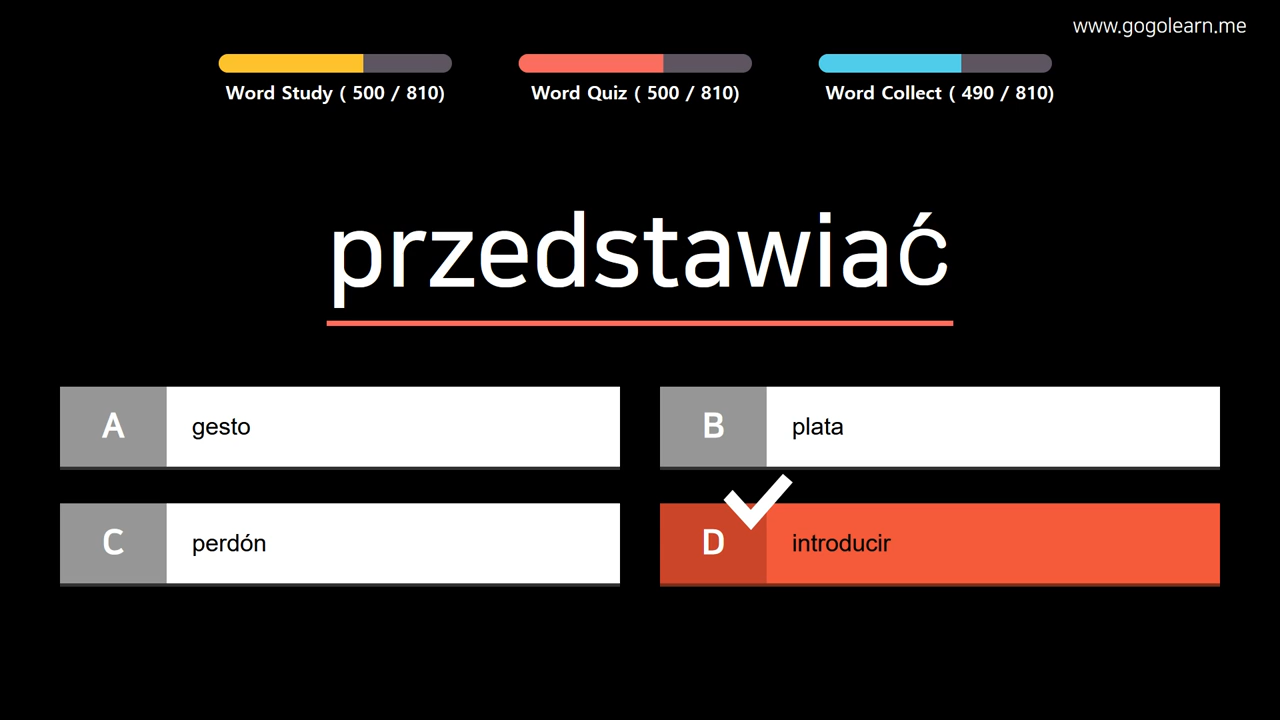 www.gogolearn.me
Word Study ( 500 / 810)
Word Quiz ( 500 / 810)
Word Collect ( 490 / 810)
przedstawiać
A gesto
B plata
C perdón
D introducir